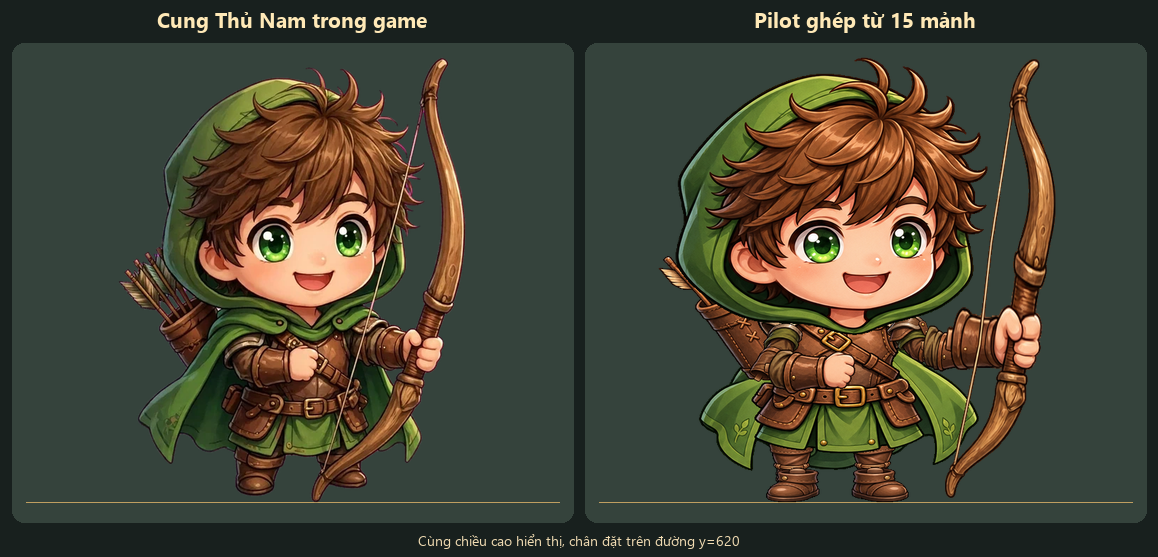 Cung Thủ Nam trong game
Pilot ghép từ 15 mảnh
Cùng chiều cao hiển thị, chân đặt trên đường y=620